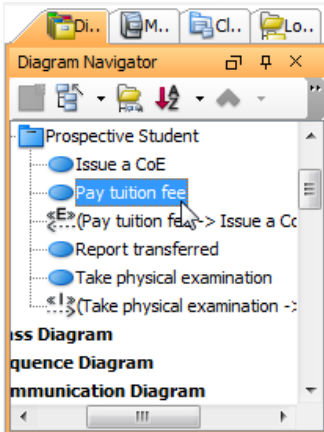 Di.. M.. Cl.. Lo..
Diagram Navigator
Prospective Student
Issue a CoE
Pay tuition fee
«E» (Pay tuition fee -> Issue a Co
Report transferred
Take physical examination
«I» (Take physical examination ->
ass Diagram
quence Diagram
mmunication Diagram